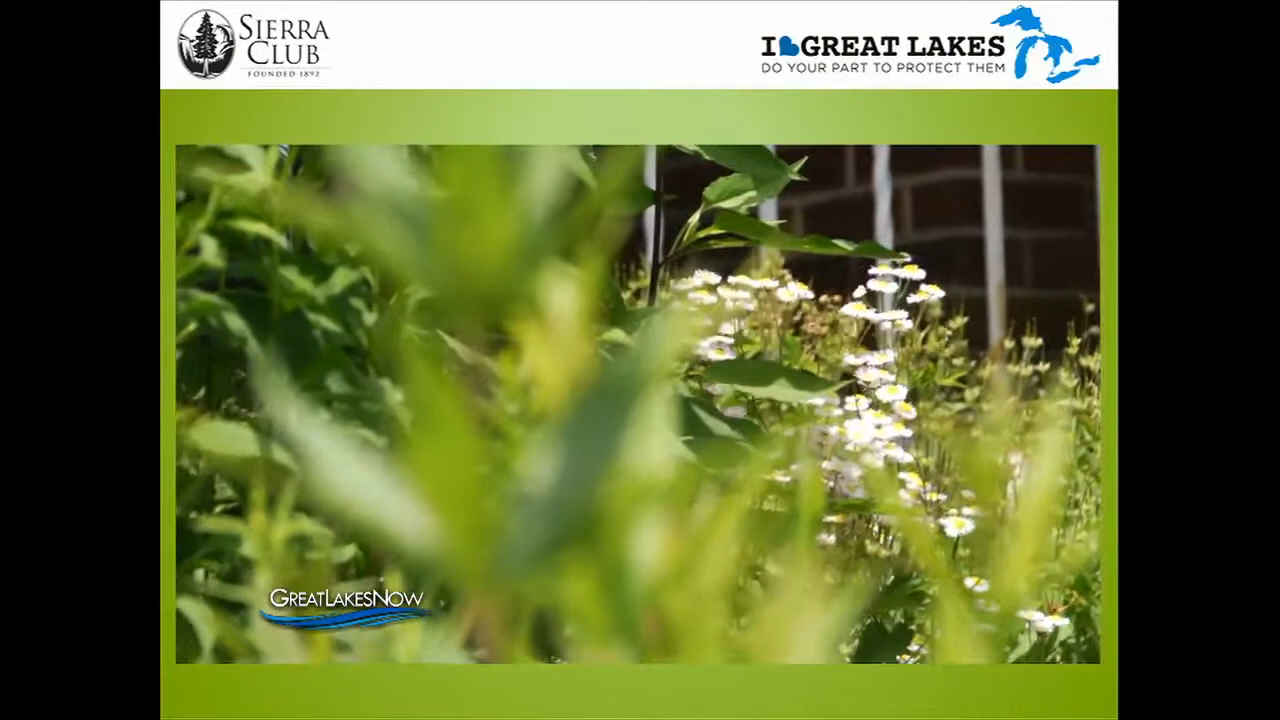 SIERRA
CLUB
FOUNDED 1892
I GREAT LAKES
DO YOUR PART TO PROTECT THEM
GREATLAKESNOW